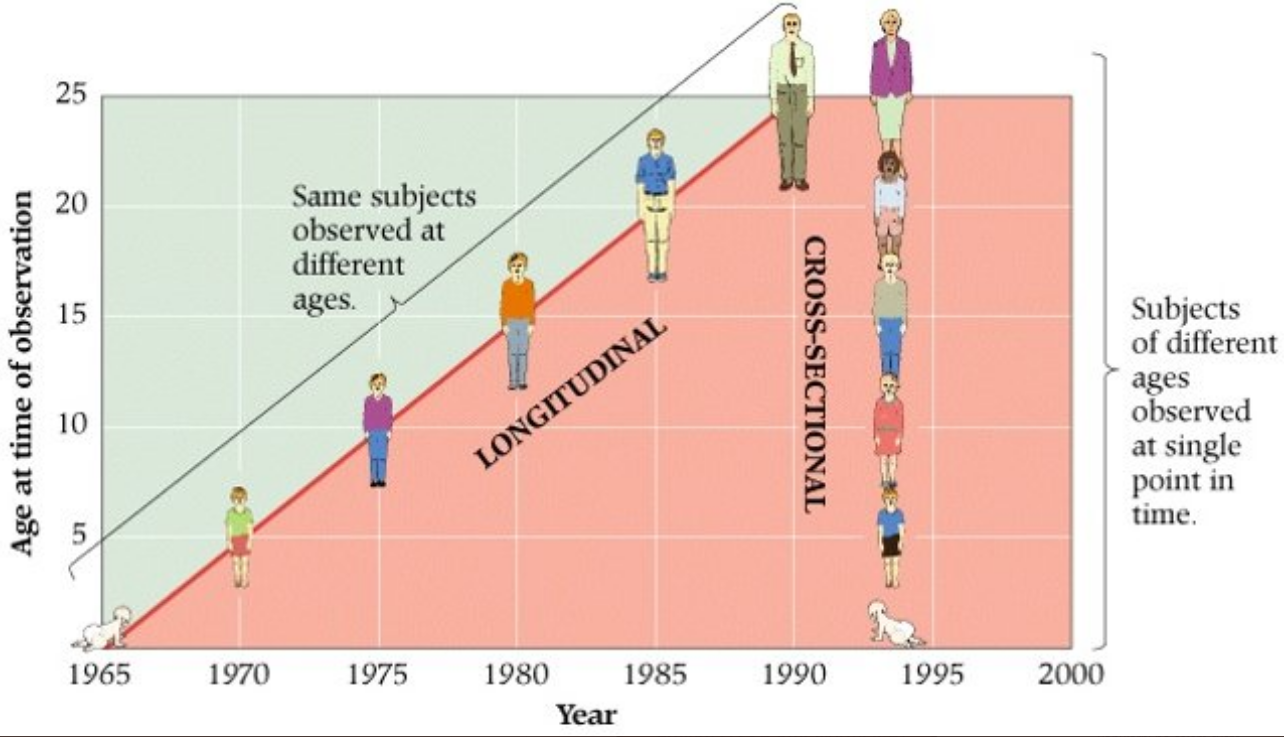 25
20
15
10
5
Age at time of observation
Same subjects
observed at
different
ages.
LONGITUDINAL
CROSS-SECTIONAL
Subjects
of different
ages
observed
at single
point in
time.
1965 1970 1975 1980 1985 1990 1995 2000
Year